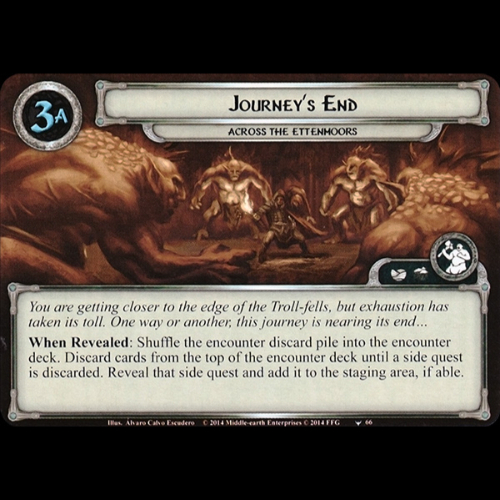 3A
JOURNEY'S END
ACROSS THE ETTENMOORS
You are getting closer to the edge of the Troll-fells, but exhaustion has
taken its toll. One way or another, this journey is nearing its end...
When Revealed: Shuffle the encounter discard pile into the encounter
deck. Discard cards from the top of the encounter deck until a side quest
is discarded. Reveal that side quest and add it to the staging area, if able.
Illus. Álvaro Calvo Escudero © 2014 Middle-earth Enterprises © 2014 FFG 66